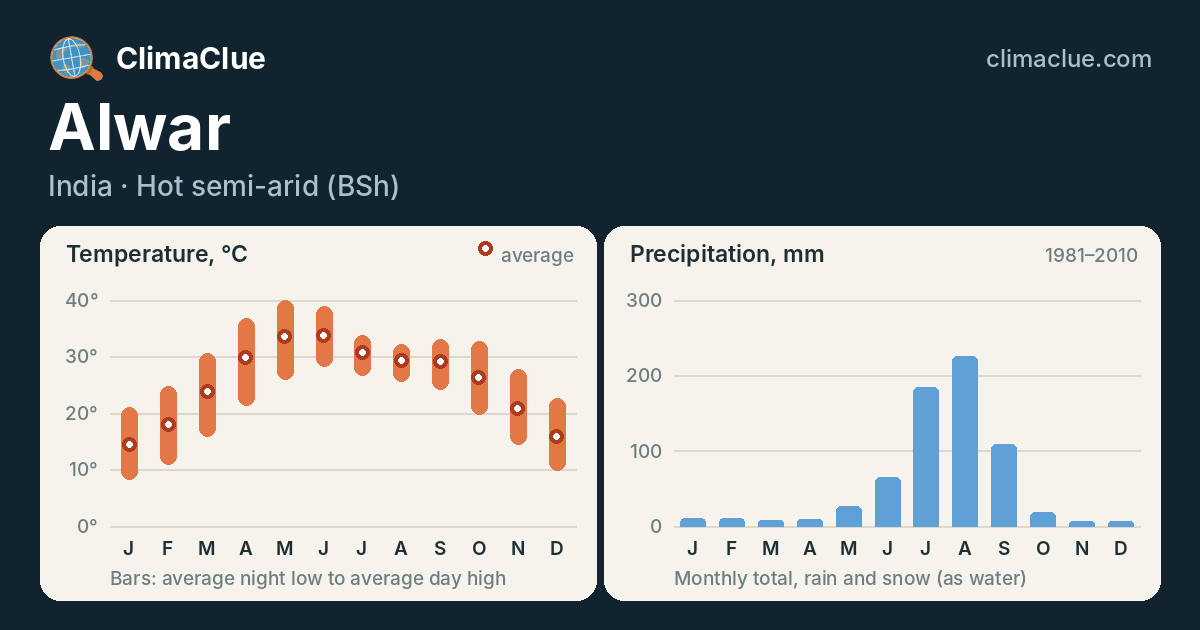 ClimaClue
climaclue.com
Alwar
India · Hot semi-arid (BSh)
Temperature, °C
average
40°
30°
20°
10°
0°
J F M A M J J A S O N D
Bars: average night low to average day high
Precipitation, mm
1981–2010
300
200
100
0
J F M A M J J A S O N D
Monthly total, rain and snow (as water)